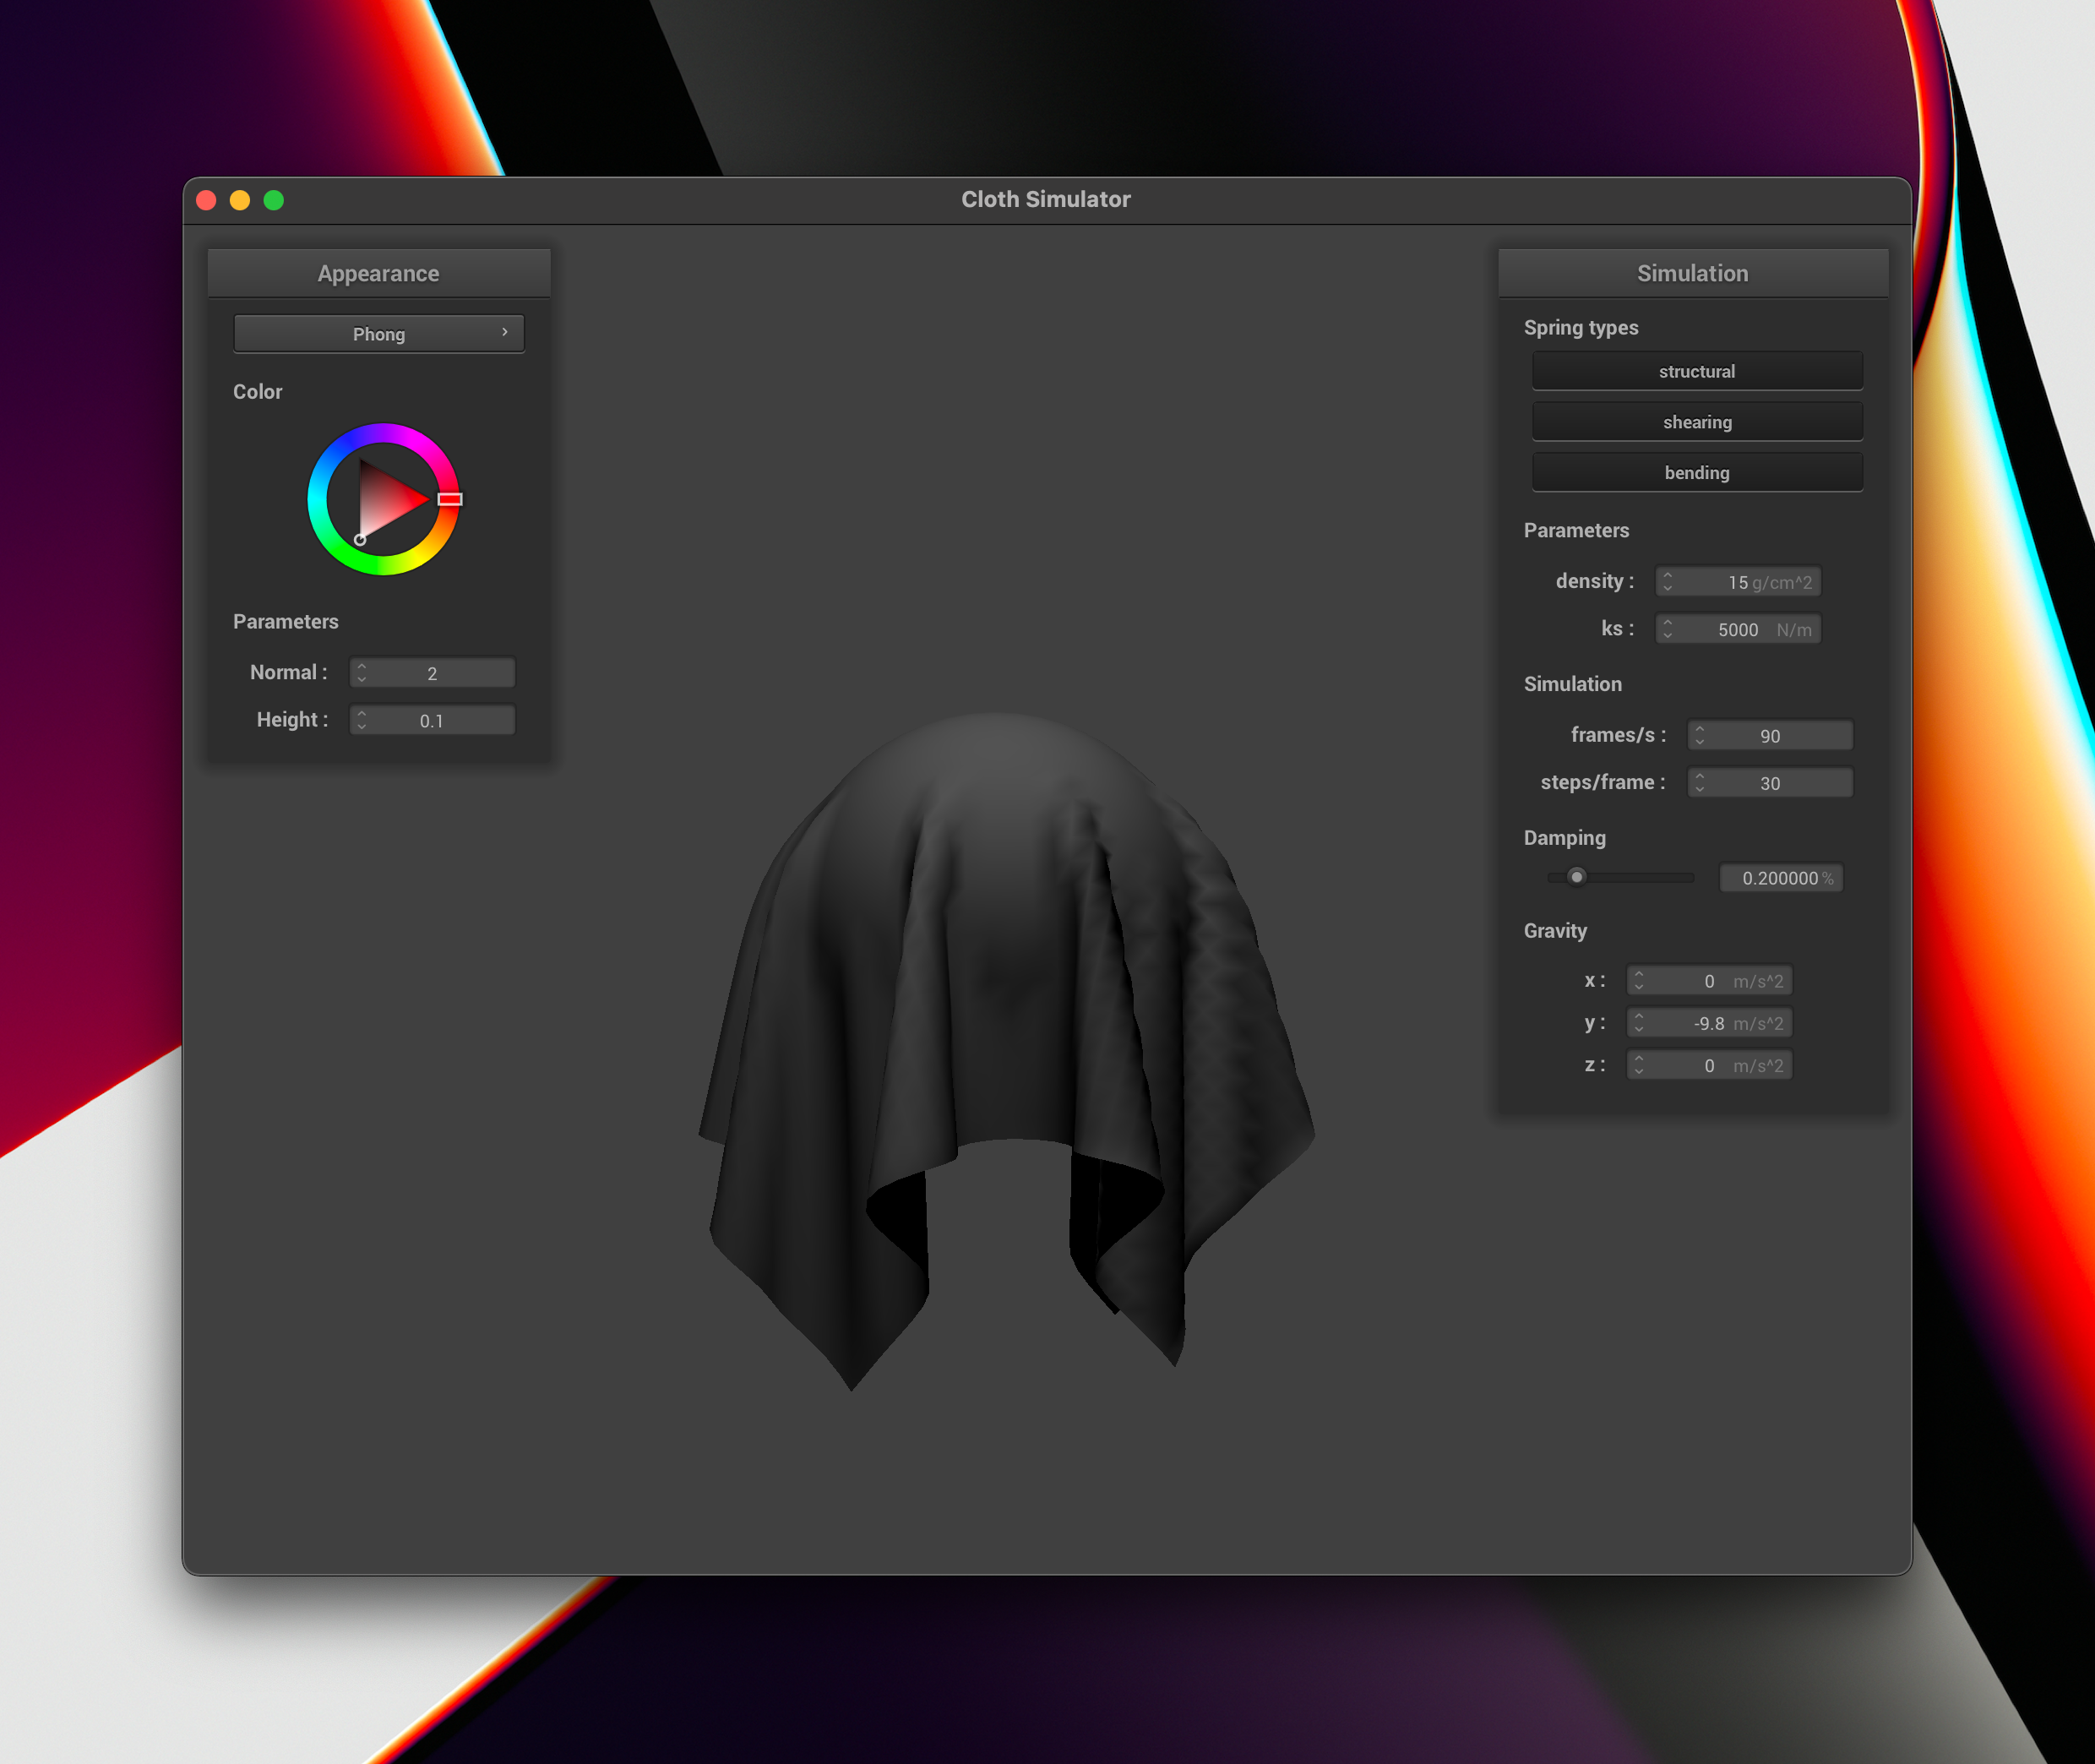 Cloth Simulator
Appearance
Phong
Color
Parameters
Normal : 2
Height : 0.1
Simulation
Spring types
structural
shearing
bending
Parameters
density : 15 g/cm^2
ks : 5000 N/m
Simulation
frames/s : 90
steps/frame : 30
Damping
0.200000 %
Gravity
x : 0 m/s^2
y : -9.8 m/s^2
z : 0 m/s^2